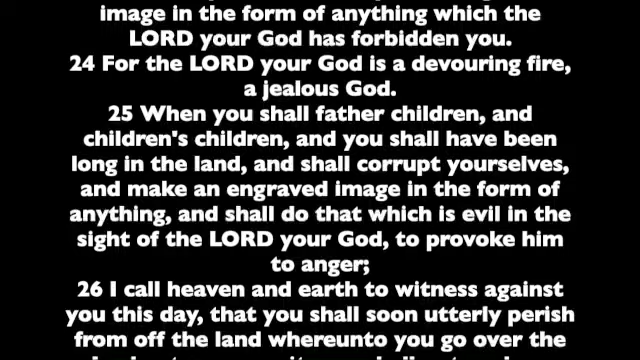 image in the form of anything which the
LORD your God has forbidden you.
24 For the LORD your God is a devouring fire,
a jealous God.
25 When you shall father children, and
children's children, and you shall have been
long in the land, and shall corrupt yourselves,
and make an engraved image in the form of
anything, and shall do that which is evil in the
sight of the LORD your God, to provoke him
to anger;
26 I call heaven and earth to witness against
you this day, that you shall soon utterly perish
from off the land whereunto you go over the